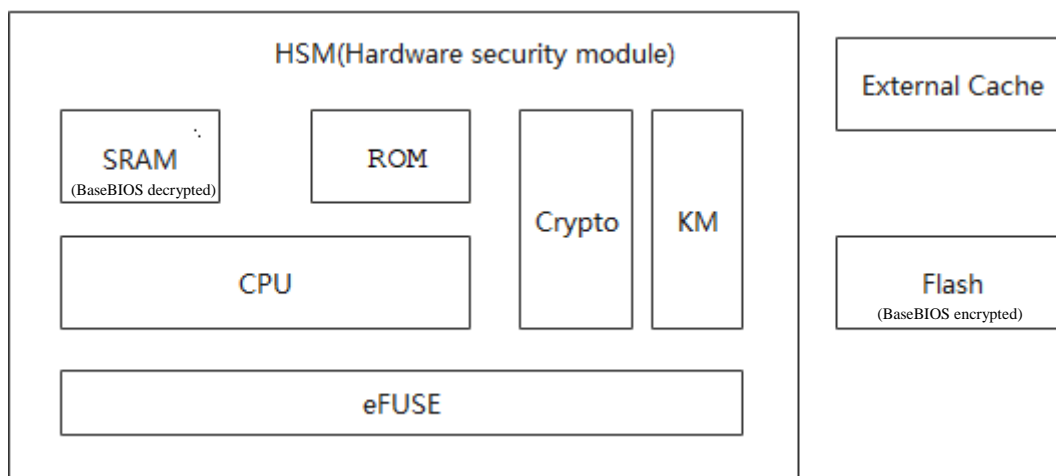 HSM(Hardware security module)
External Cache
SRAM
(BaseBIOS decrypted)
ROM
Crypto
KM
CPU
Flash
(BaseBIOS encrypted)
eFUSE